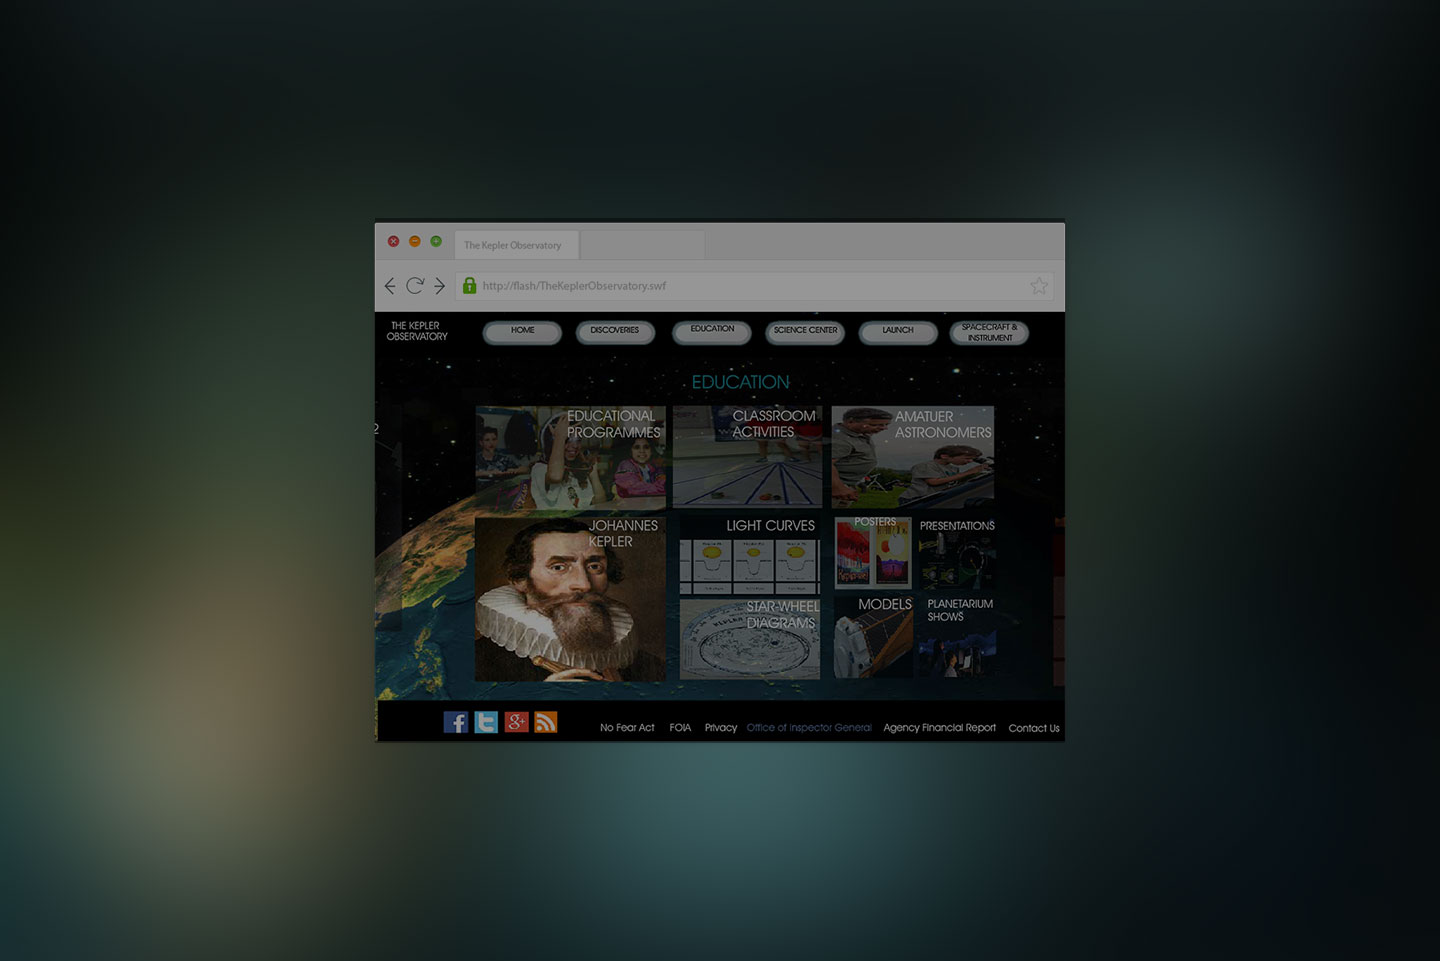 The Kepler Observatory
http://flash/TheKeplerObservatory.swf
THE KEPLER
OBSERVATORY
HOME
DISCOVERIES
EDUCATION
SCIENCE CENTER
LAUNCH
SPACECRAFT &
INSTRUMENT
EDUCATION
2
EDUCATIONAL
PROGRAMMES
CLASSROOM
ACTIVITIES
AMATUER
ASTRONOMERS
JOHANNES
KEPLER
LIGHT CURVES
POSTERS
PRESENTATIONS
STAR-WHEEL
DIAGRAMS
MODELS
PLANETARIUM
SHOWS
No Fear Act
FOIA
Privacy
Office of Inspector General
Agency Financial Report
Contact Us